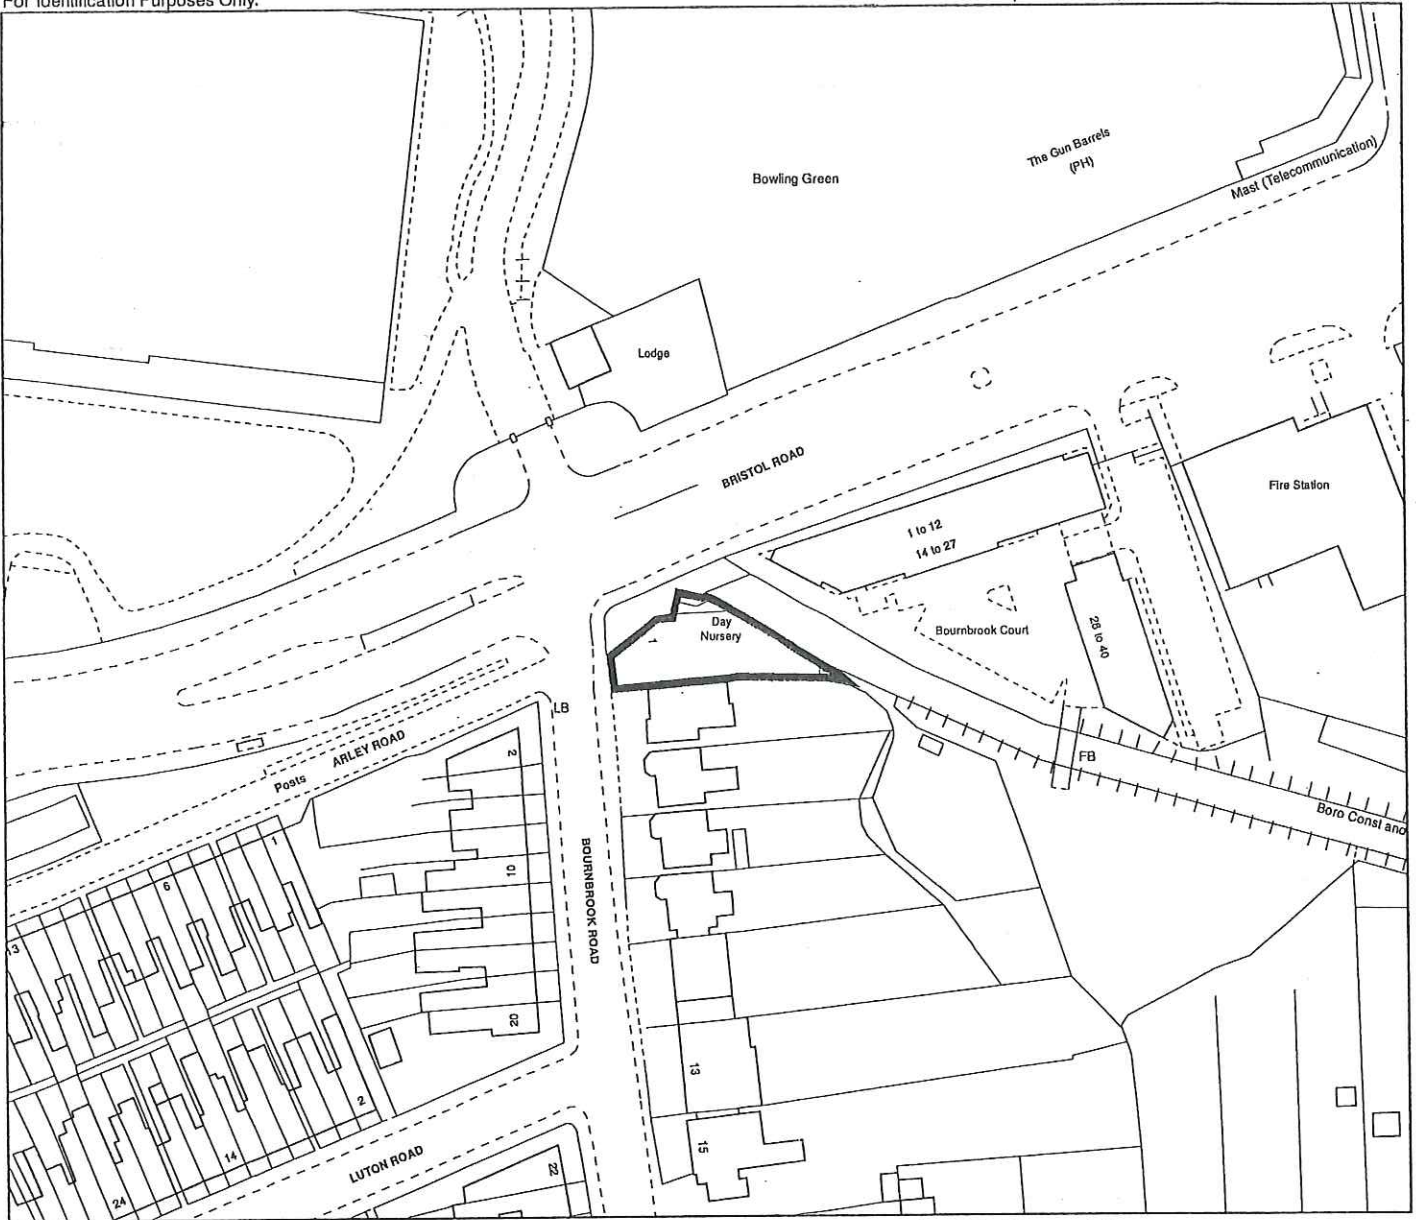 For Identification Purposes Only.
The Gun Barrels
(PH)
Mast (Telecommunication)
Bowling Green
Lodge
BRISTOL ROAD
Fire Station
1 to 12
14 to 27
Day
Nursery
1
Bournbrook Court
28 to 40
LB
ARLEY ROAD
Posts
2
FB
Boro Const and
1
6
10
BOURNBROOK ROAD
3
20
13
2
15
14
LUTON ROAD
22
24